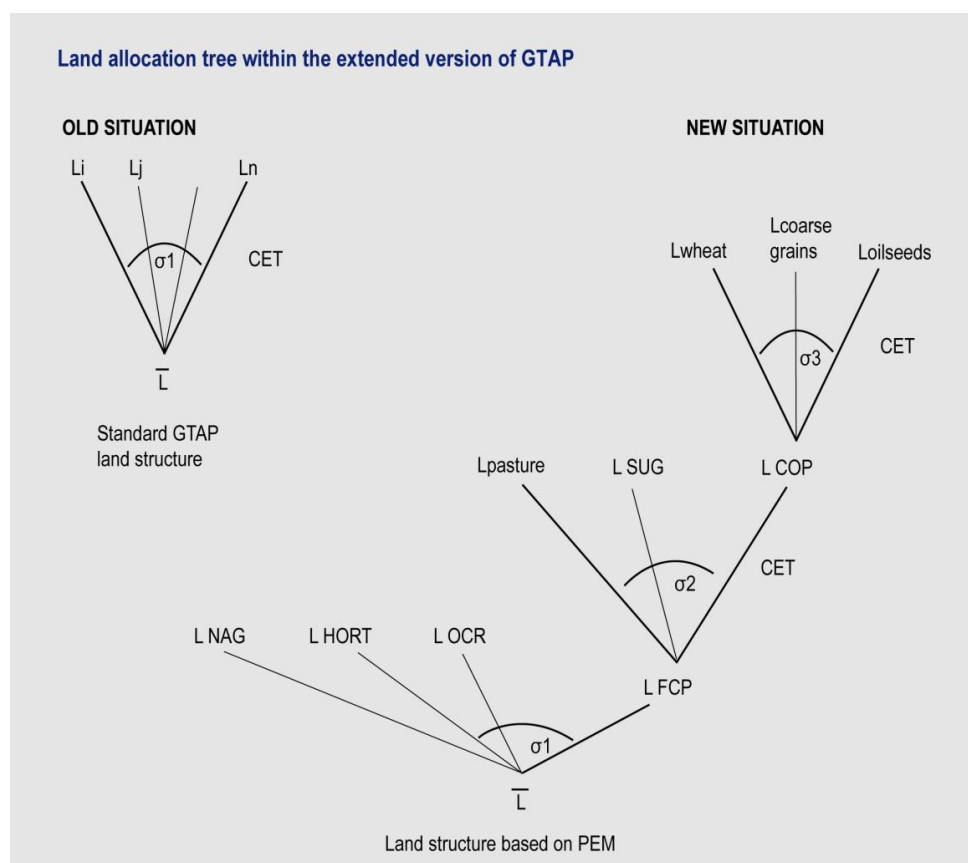 Land allocation tree within the extended version of GTAP
OLD SITUATION
Li Lj Ln
σ1
CET
L̅
Standard GTAP
land structure
NEW SITUATION
Lcoarse
grains
Lwheat
Loilseeds
σ3
CET
Lpasture
L SUG
L COP
σ2
CET
L NAG
L HORT
L OCR
L FCP
σ1
L̅
Land structure based on PEM